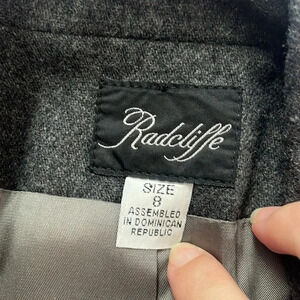 Radcliffe
SIZE
8
ASSEMBLED
IN DOMINICAN
REPUBLIC